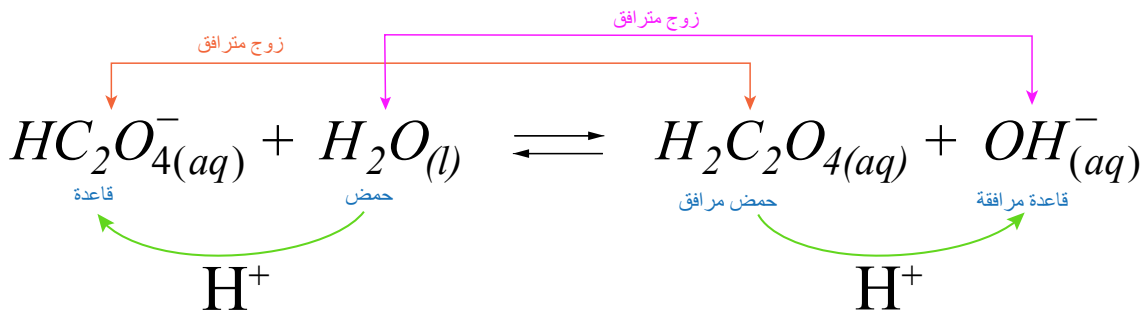 زوج مترافق
زوج مترافق
HC₂O₄⁻(aq) + H₂O(l) ⇌ H₂C₂O₄(aq) + OH⁻(aq)
قاعدة حمض حمض مرافق قاعدة مرافقة
H⁺ H⁺